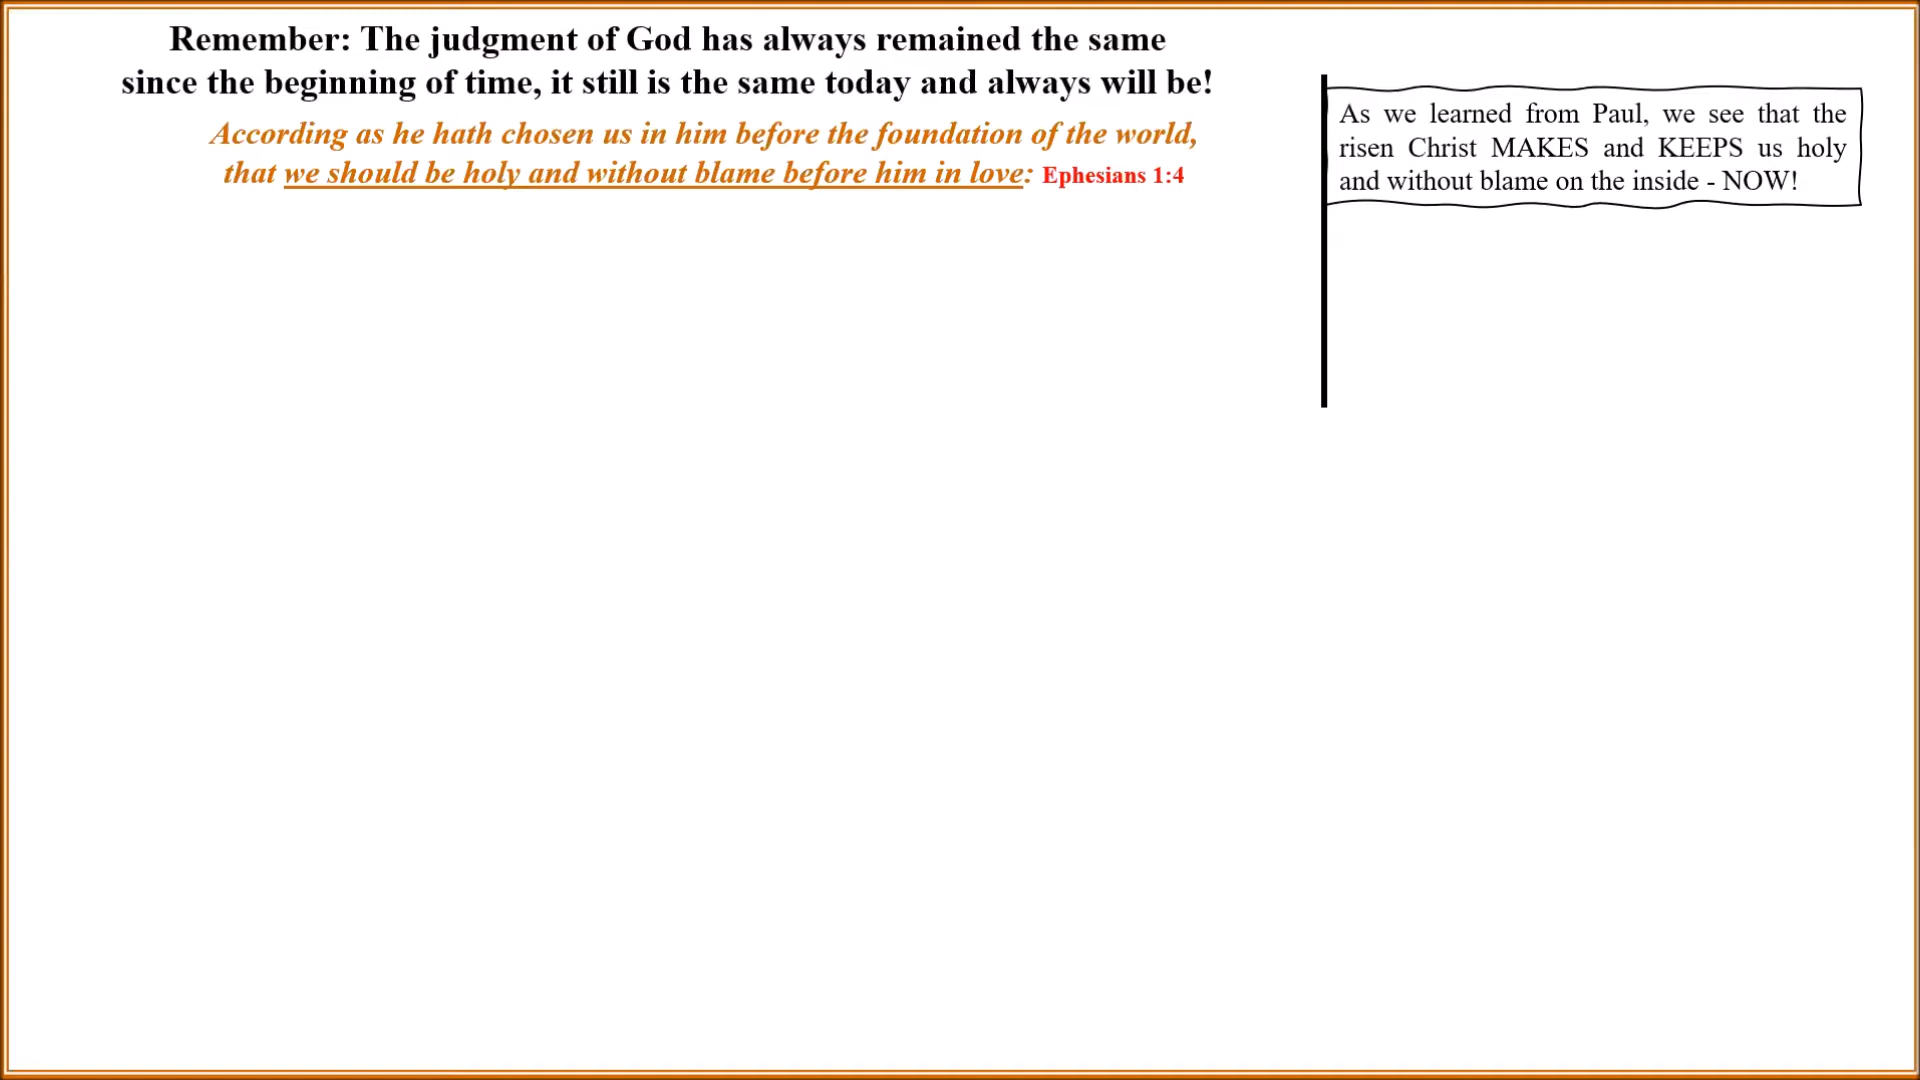 Remember: The judgment of God has always remained the same
since the beginning of time, it still is the same today and always will be!
According as he hath chosen us in him before the foundation of the world,
that we should be holy and without blame before him in love: Ephesians 1:4
As we learned from Paul, we see that the
risen Christ MAKES and KEEPS us holy
and without blame on the inside - NOW!